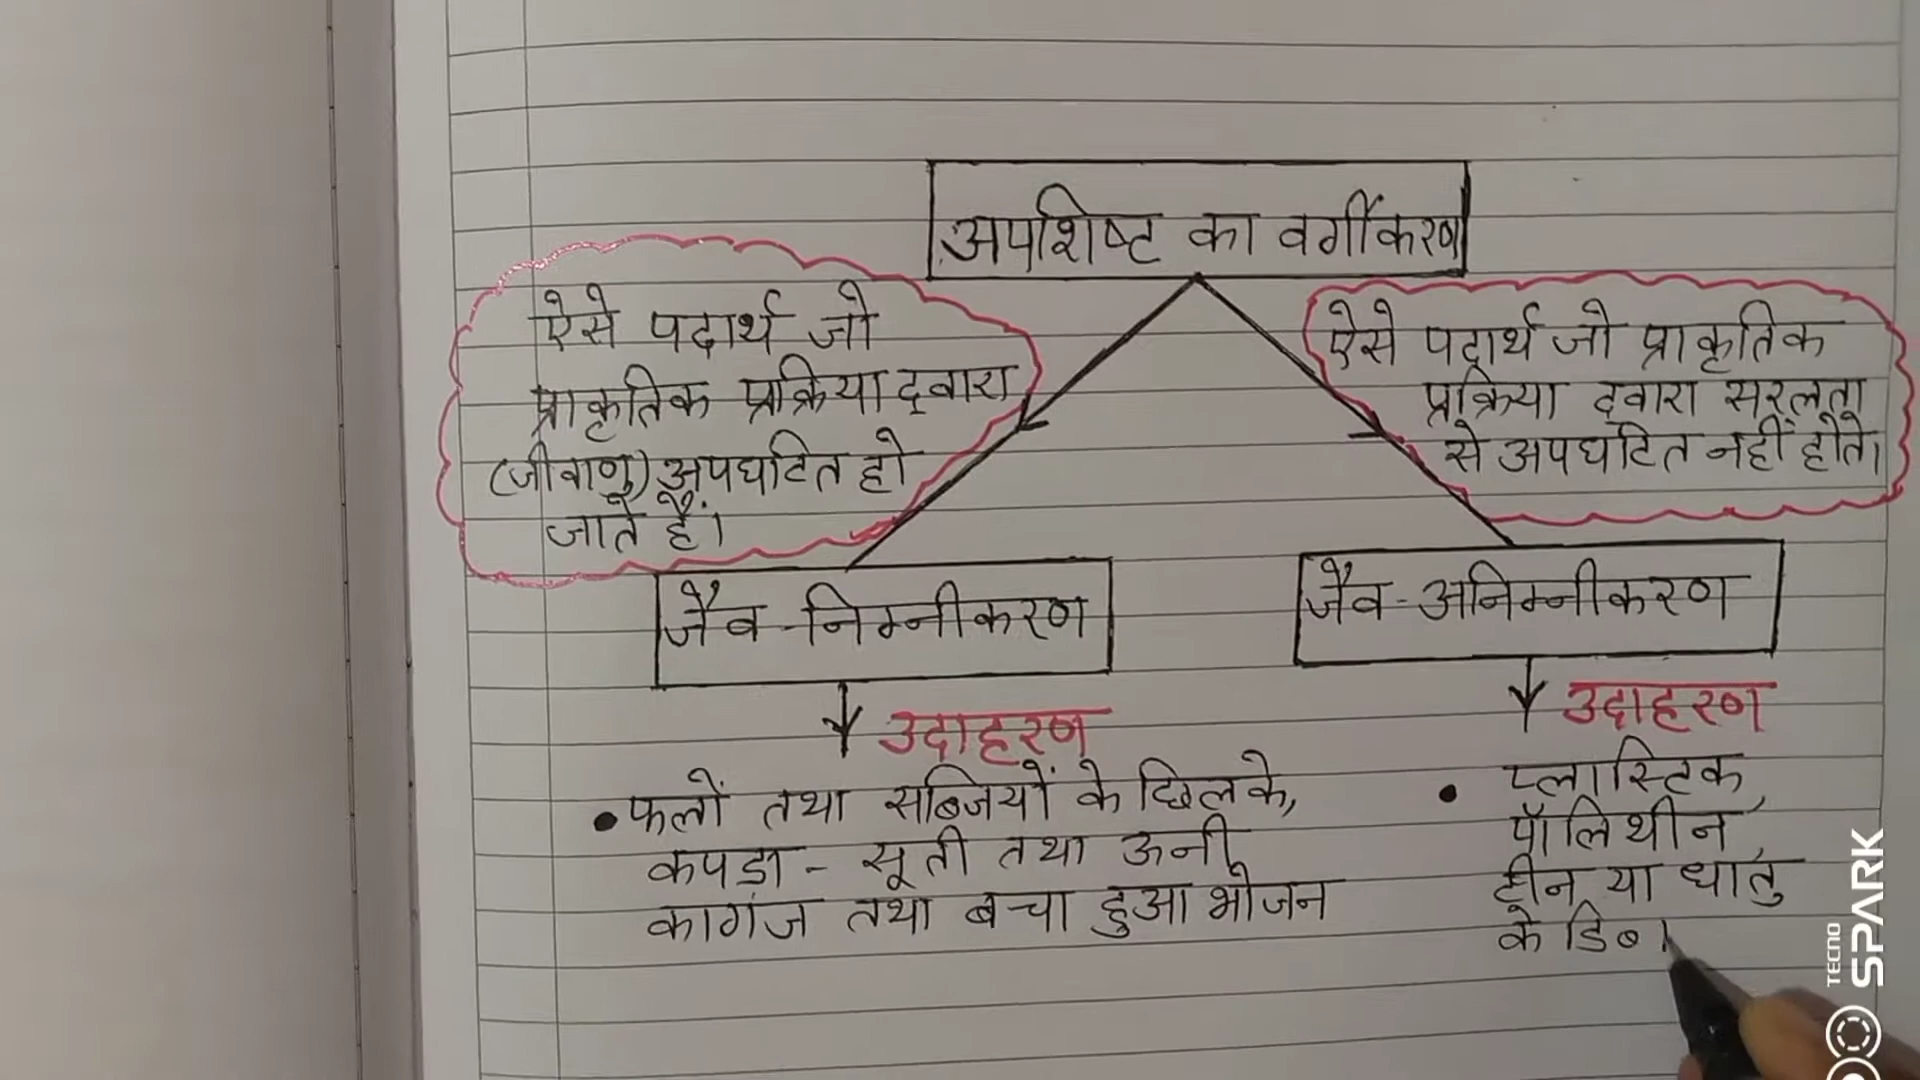 अपशिष्ट का वर्गीकरण
ऐसे पदार्थ जो
प्राकृतिक प्रक्रिया द्वारा
(जीवाणु) अपघटित हो
जाते हैं।
ऐसे पदार्थ जो प्राकृतिक
प्रक्रिया द्वारा सरलता
से अपघटित नहीं होते।
जैव-निम्नीकरण
जैव-अनिम्नीकरण
उदाहरण
• फलों तथा सब्जियों के छिलके,
कपड़ा - सूती तथा ऊनी
कागज तथा बचा हुआ भोजन
उदाहरण
• प्लास्टिक,
पॉलिथीन,
टीन या धातु
के डिब
TECNO
SPARK